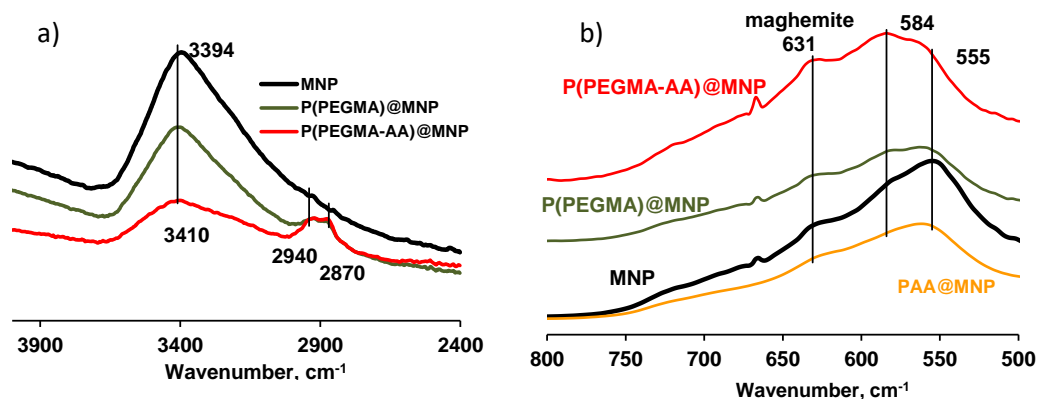 a)
3394
MNP
P(PEGMA)@MNP
P(PEGMA-AA)@MNP
3410
2940
2870
3900 3400 2900 2400
Wavenumber, cm-1
b)
maghemite
631
584
555
P(PEGMA-AA)@MNP
P(PEGMA)@MNP
MNP
PAA@MNP
800 750 700 650 600 550 500
Wavenumber, cm-1